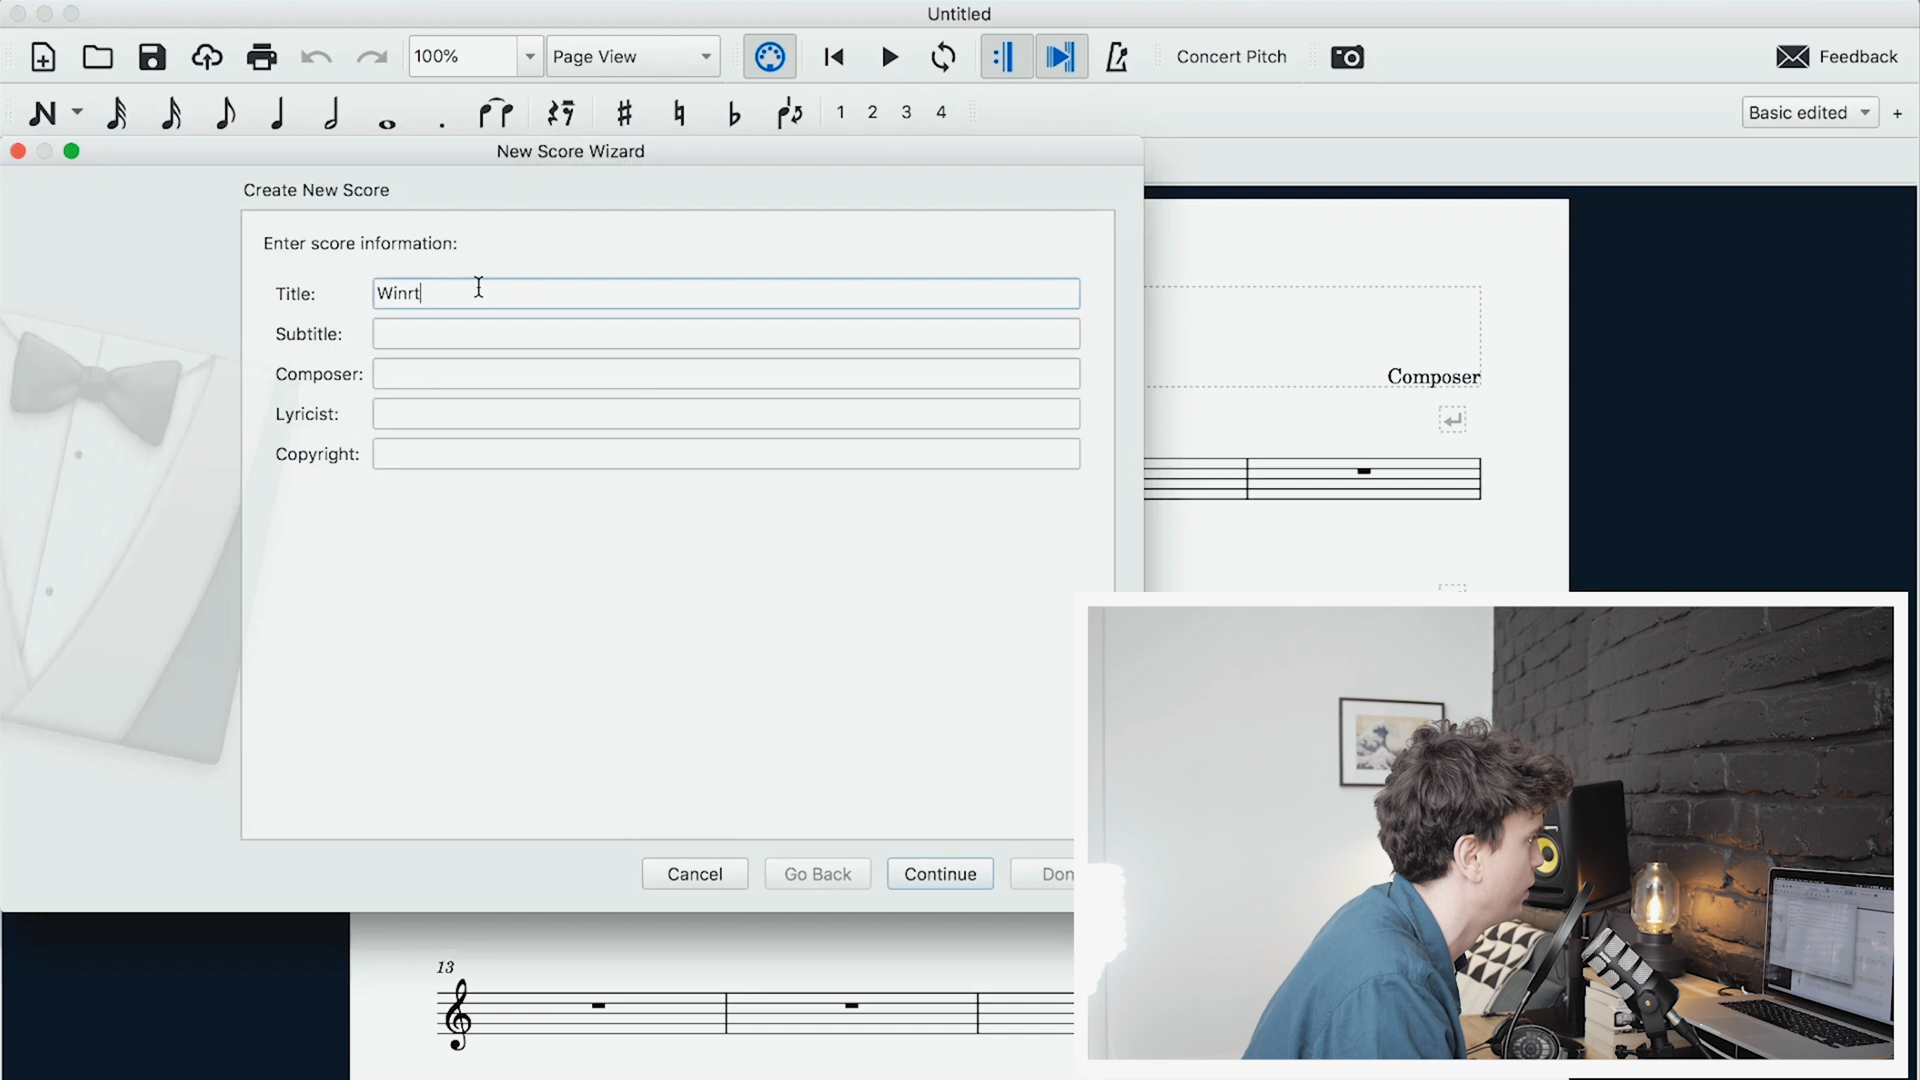 Untitled
100%
Page View
Concert Pitch
Feedback
1 2 3 4
Basic edited
+
New Score Wizard
Create New Score
Enter score information:
Title: Winrt
Subtitle:
Composer:
Lyricist:
Copyright:
Composer
Cancel
Go Back
Continue
Don
13